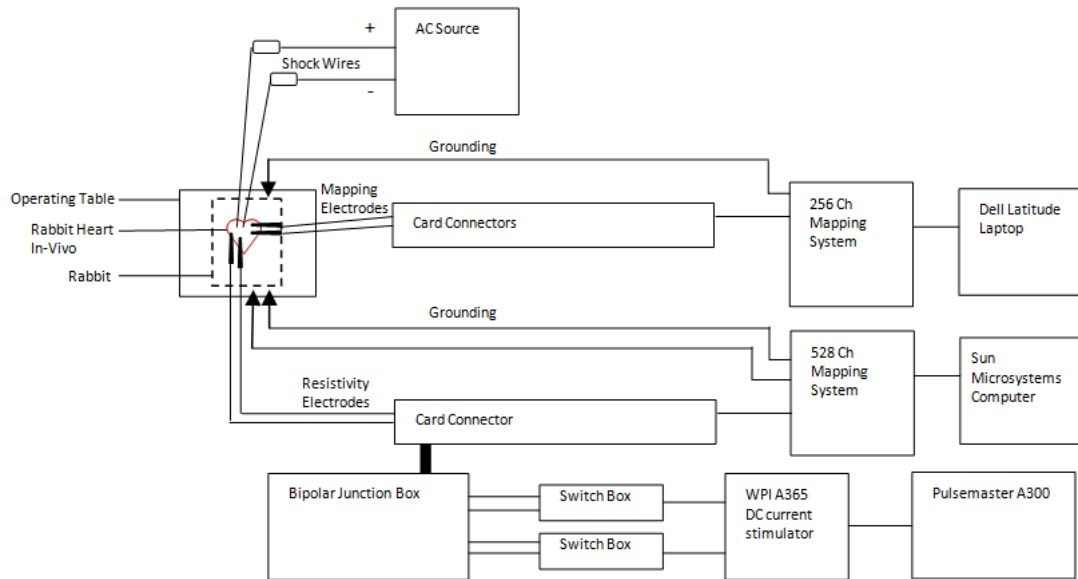 +
AC Source
Shock Wires
-
Grounding
Operating Table
Mapping
Electrodes
Rabbit Heart
In-Vivo
Rabbit
Card Connectors
256 Ch
Mapping
System
Dell Latitude
Laptop
Grounding
528 Ch
Mapping
System
Sun
Microsystems
Computer
Resistivity
Electrodes
Card Connector
Bipolar Junction Box
Switch Box
Switch Box
WPI A365
DC current
stimulator
Pulsemaster A300